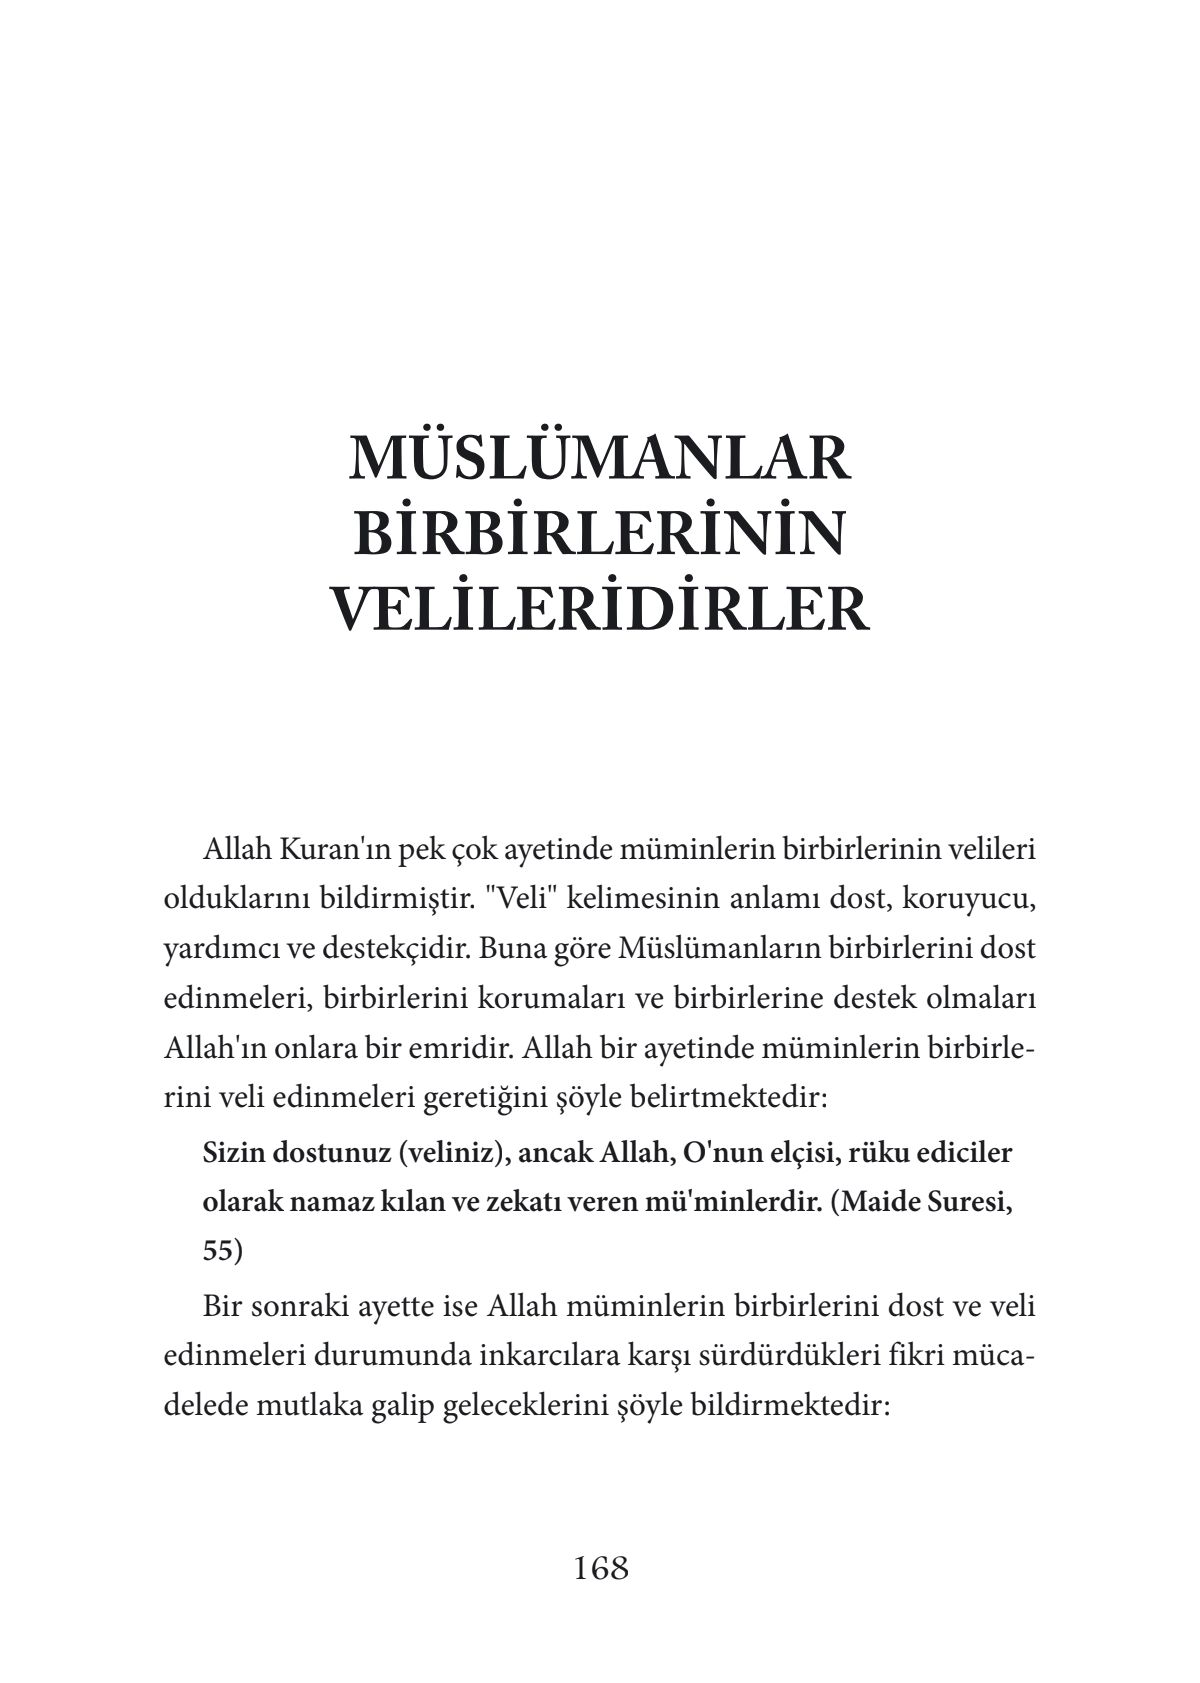 MÜSLÜMANLAR
BİRBİRLERİNİN
VELİLERİDİRLER
Allah Kuran'ın pek çok ayetinde müminlerin birbirlerinin velileri
olduklarını bildirmiştir. "Veli" kelimesinin anlamı dost, koruyucu,
yardımcı ve destekçidir. Buna göre Müslümanların birbirlerini dost
edinmeleri, birbirlerini korumaları ve birbirlerine destek olmaları
Allah'ın onlara bir emridir. Allah bir ayetinde müminlerin birbirle-
rini veli edinmeleri geretiğini şöyle belirtmektedir:
Sizin dostunuz (veliniz), ancak Allah, O'nun elçisi, rüku ediciler
olarak namaz kılan ve zekatı veren mü'minlerdir. (Maide Suresi,
55)
Bir sonraki ayette ise Allah müminlerin birbirlerini dost ve veli
edinmeleri durumunda inkarcılara karşı sürdürdükleri fikri müca-
delede mutlaka galip geleceklerini şöyle bildirmektedir:
168